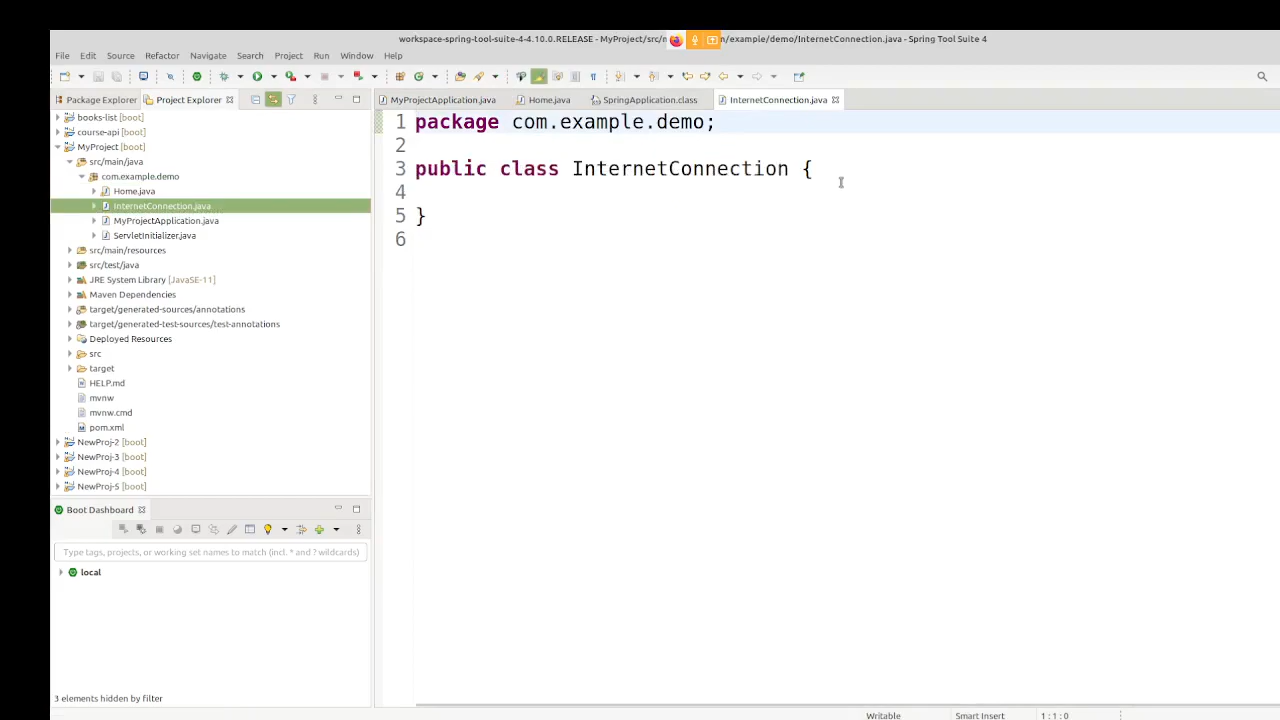 workspace-spring-tool-suite-4-4.10.0.RELEASE - MyProject/src/ n/example/demo/InternetConnection.java - Spring Tool Suite 4
File Edit Source Refactor Navigate Search Project Run Window Help
Package Explorer Project Explorer
MyProjectApplication.java Home.java SpringApplication.class InternetConnection.java
books-list [boot]
course-api [boot]
MyProject [boot]
src/main/java
com.example.demo
Home.java
InternetConnection.java
MyProjectApplication.java
ServletInitializer.java
src/main/resources
src/test/java
JRE System Library [JavaSE-11]
Maven Dependencies
target/generated-sources/annotations
target/generated-test-sources/test-annotations
Deployed Resources
src
target
HELP.md
mvnw
mvnw.cmd
pom.xml
NewProj-2 [boot]
NewProj-3 [boot]
NewProj-4 [boot]
NewProj-5 [boot]
1 package com.example.demo;
2
3 public class InternetConnection {
4
5 }
6
Boot Dashboard
Type tags, projects, or working set names to match (incl. * and ? wildcards)
local
3 elements hidden by filter
Writable Smart Insert 1 : 1 : 0